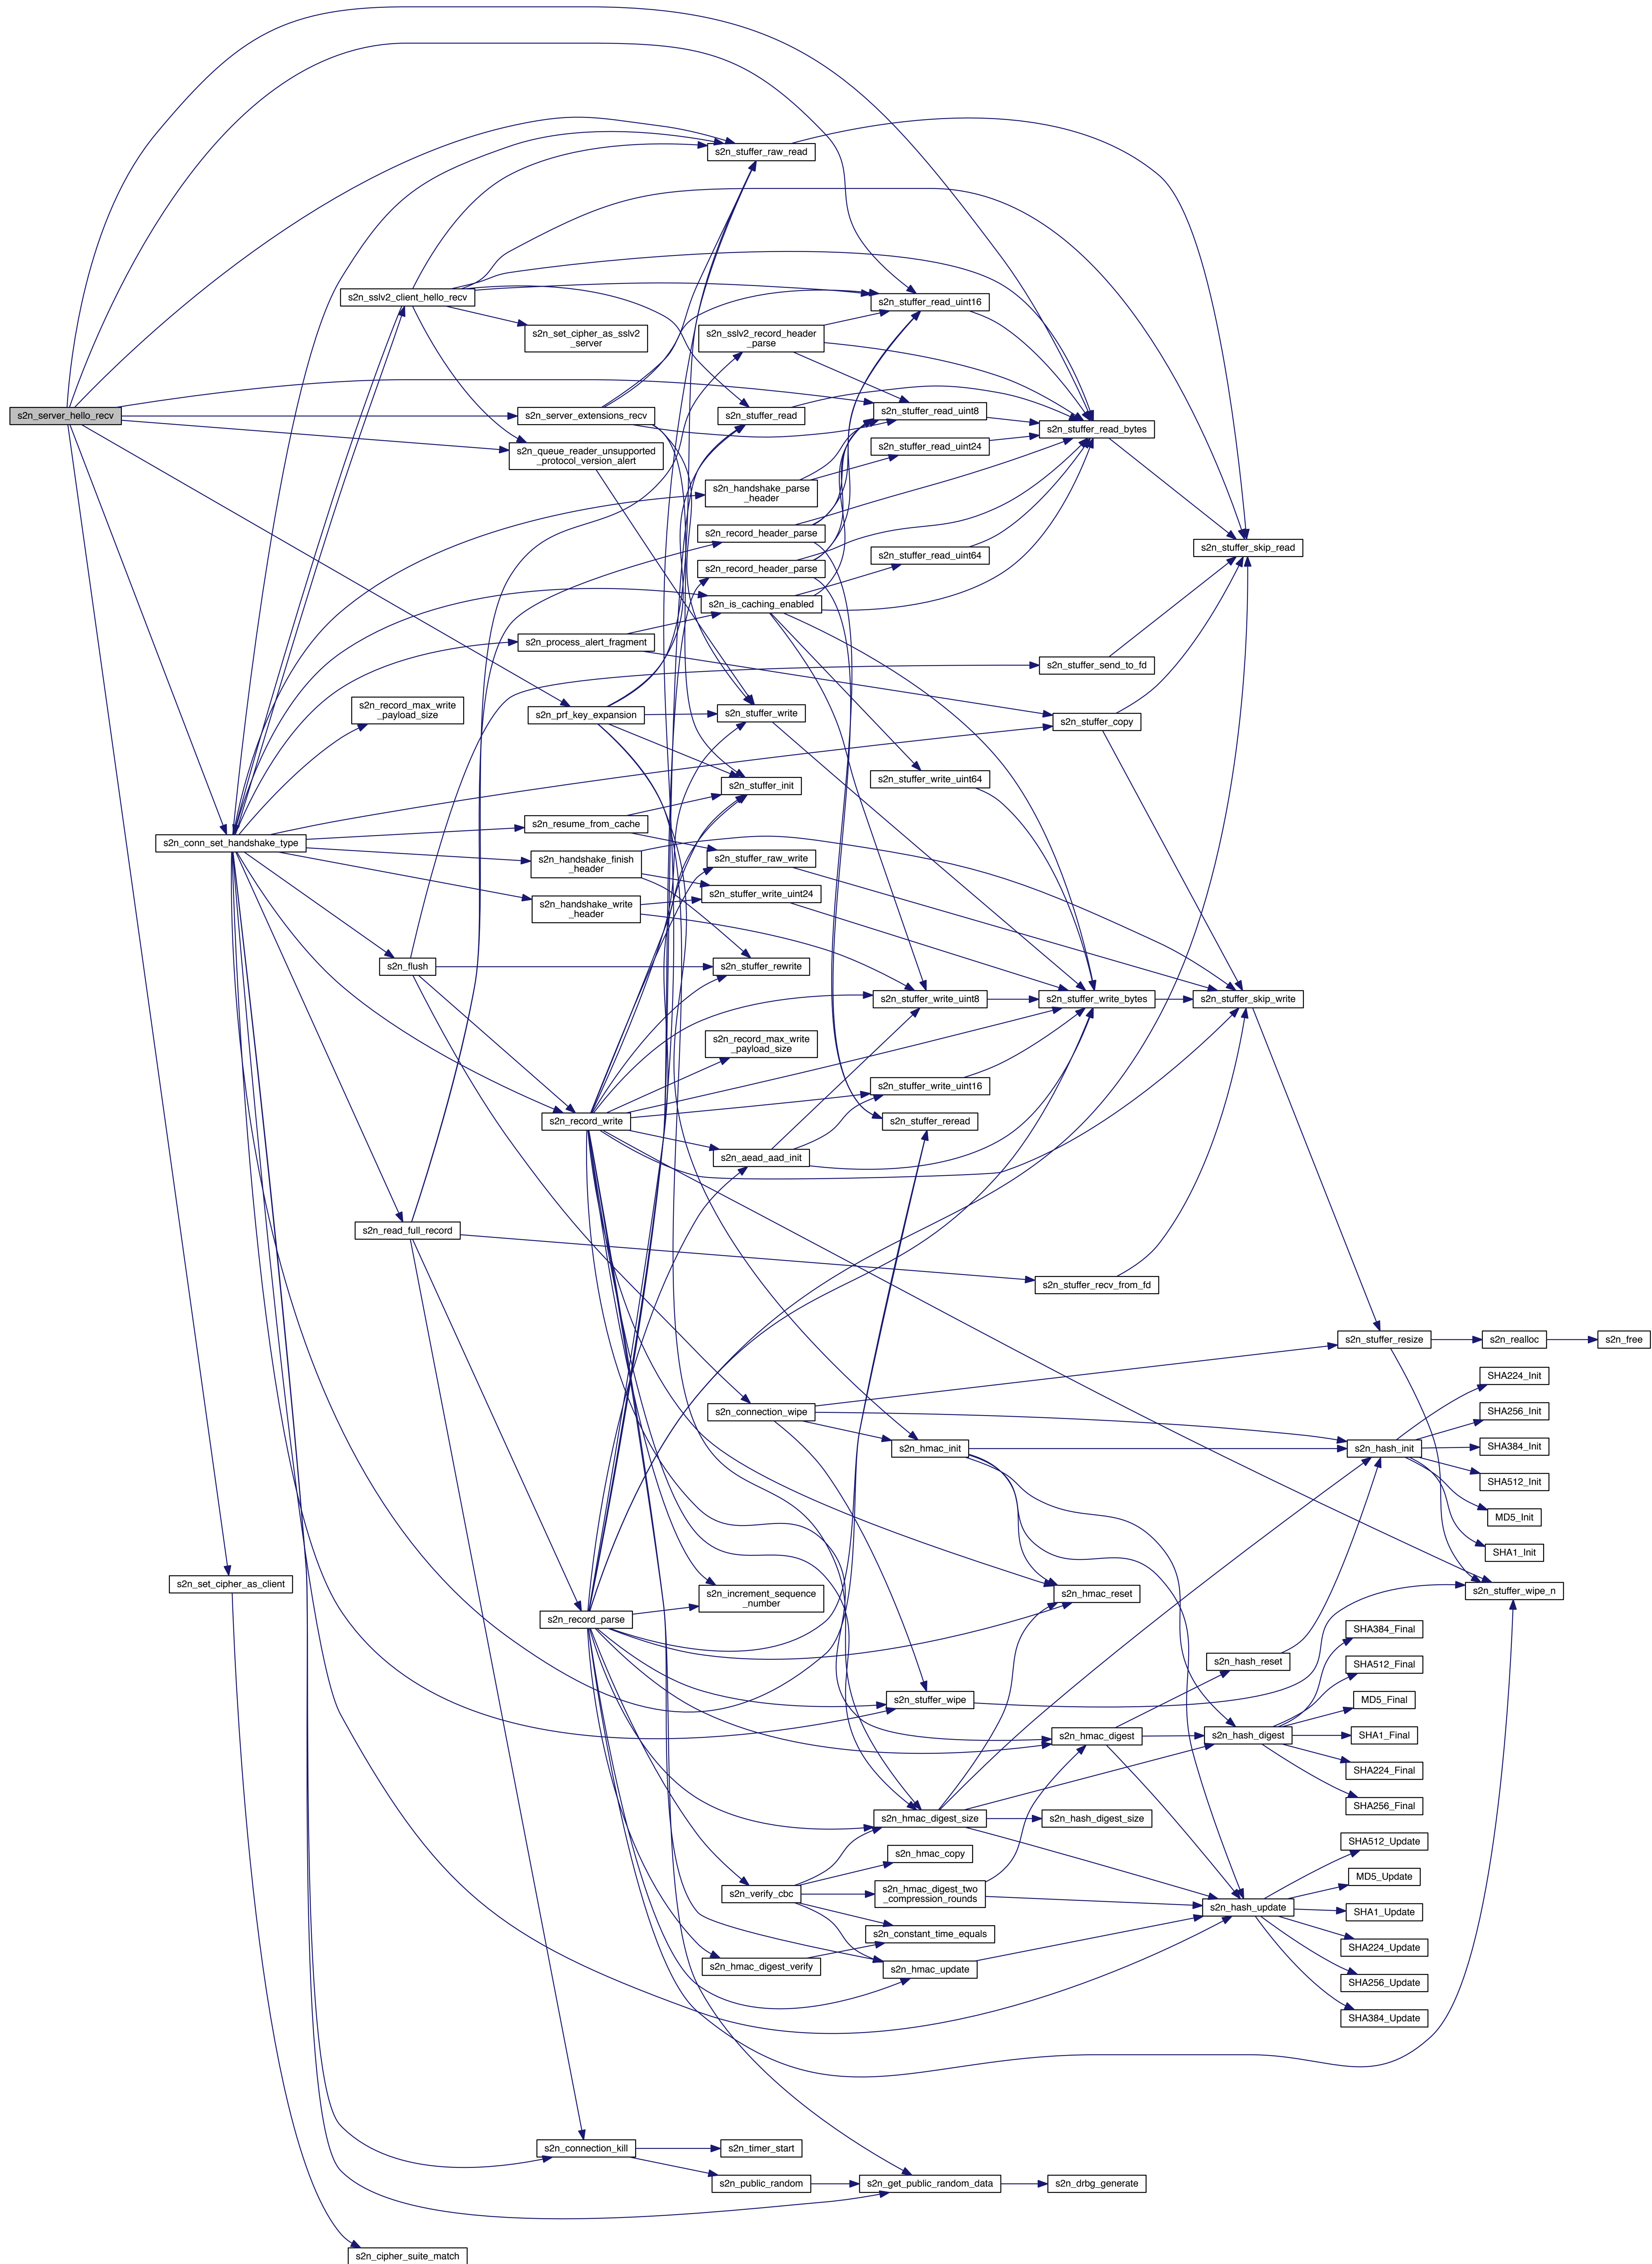 s2n_stuffer_raw_read
s2n_sslv2_client_hello_recv
s2n_stuffer_read_uint16
s2n_set_cipher_as_sslv2
_server
s2n_sslv2_record_header
_parse
s2n_server_hello_recv
s2n_server_extensions_recv
s2n_stuffer_read
s2n_stuffer_read_uint8
s2n_stuffer_read_bytes
s2n_queue_reader_unsupported
_protocol_version_alert
s2n_stuffer_read_uint24
s2n_handshake_parse
_header
s2n_record_header_parse
s2n_stuffer_skip_read
s2n_stuffer_read_uint64
s2n_record_header_parse
s2n_is_caching_enabled
s2n_process_alert_fragment
s2n_stuffer_send_to_fd
s2n_record_max_write
_payload_size
s2n_prf_key_expansion
s2n_stuffer_write
s2n_stuffer_copy
s2n_stuffer_write_uint64
s2n_stuffer_init
s2n_resume_from_cache
s2n_conn_set_handshake_type
s2n_handshake_finish
_header
s2n_stuffer_raw_write
s2n_stuffer_write_uint24
s2n_handshake_write
_header
s2n_flush
s2n_stuffer_rewrite
s2n_stuffer_write_uint8
s2n_stuffer_write_bytes
s2n_stuffer_skip_write
s2n_record_max_write
_payload_size
s2n_stuffer_write_uint16
s2n_record_write
s2n_stuffer_reread
s2n_aead_aad_init
s2n_read_full_record
s2n_stuffer_recv_from_fd
s2n_stuffer_resize
s2n_realloc
s2n_free
SHA224_Init
s2n_connection_wipe
SHA256_Init
s2n_hmac_init
s2n_hash_init
SHA384_Init
SHA512_Init
MD5_Init
SHA1_Init
s2n_set_cipher_as_client
s2n_increment_sequence
_number
s2n_hmac_reset
s2n_stuffer_wipe_n
s2n_record_parse
SHA384_Final
s2n_hash_reset
SHA512_Final
s2n_stuffer_wipe
MD5_Final
s2n_hmac_digest
s2n_hash_digest
SHA1_Final
SHA224_Final
SHA256_Final
s2n_hmac_digest_size
s2n_hash_digest_size
SHA512_Update
s2n_hmac_copy
MD5_Update
s2n_verify_cbc
s2n_hmac_digest_two
_compression_rounds
s2n_hash_update
SHA1_Update
s2n_constant_time_equals
SHA224_Update
s2n_hmac_digest_verify
s2n_hmac_update
SHA256_Update
SHA384_Update
s2n_connection_kill
s2n_timer_start
s2n_public_random
s2n_get_public_random_data
s2n_drbg_generate
s2n_cipher_suite_match